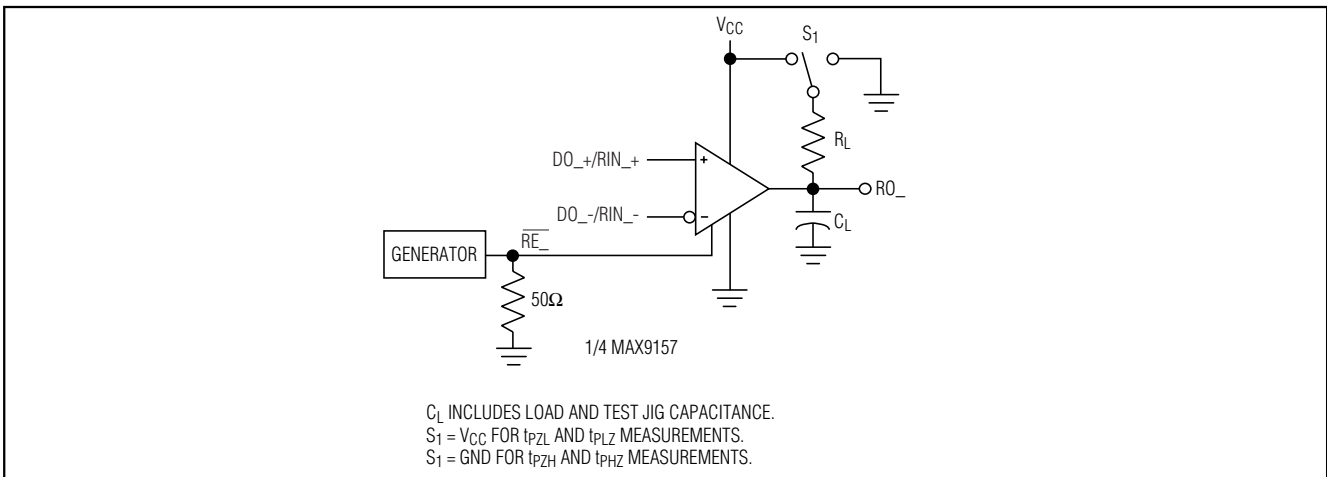 VCC
S1
RL
DO_+/RIN_+
+
RO_
DO_-/RIN_-
-
CL
RE_
GENERATOR
50Ω
1/4 MAX9157
CL INCLUDES LOAD AND TEST JIG CAPACITANCE.
S1 = VCC FOR tPZL AND tPLZ MEASUREMENTS.
S1 = GND FOR tPZH AND tPHZ MEASUREMENTS.